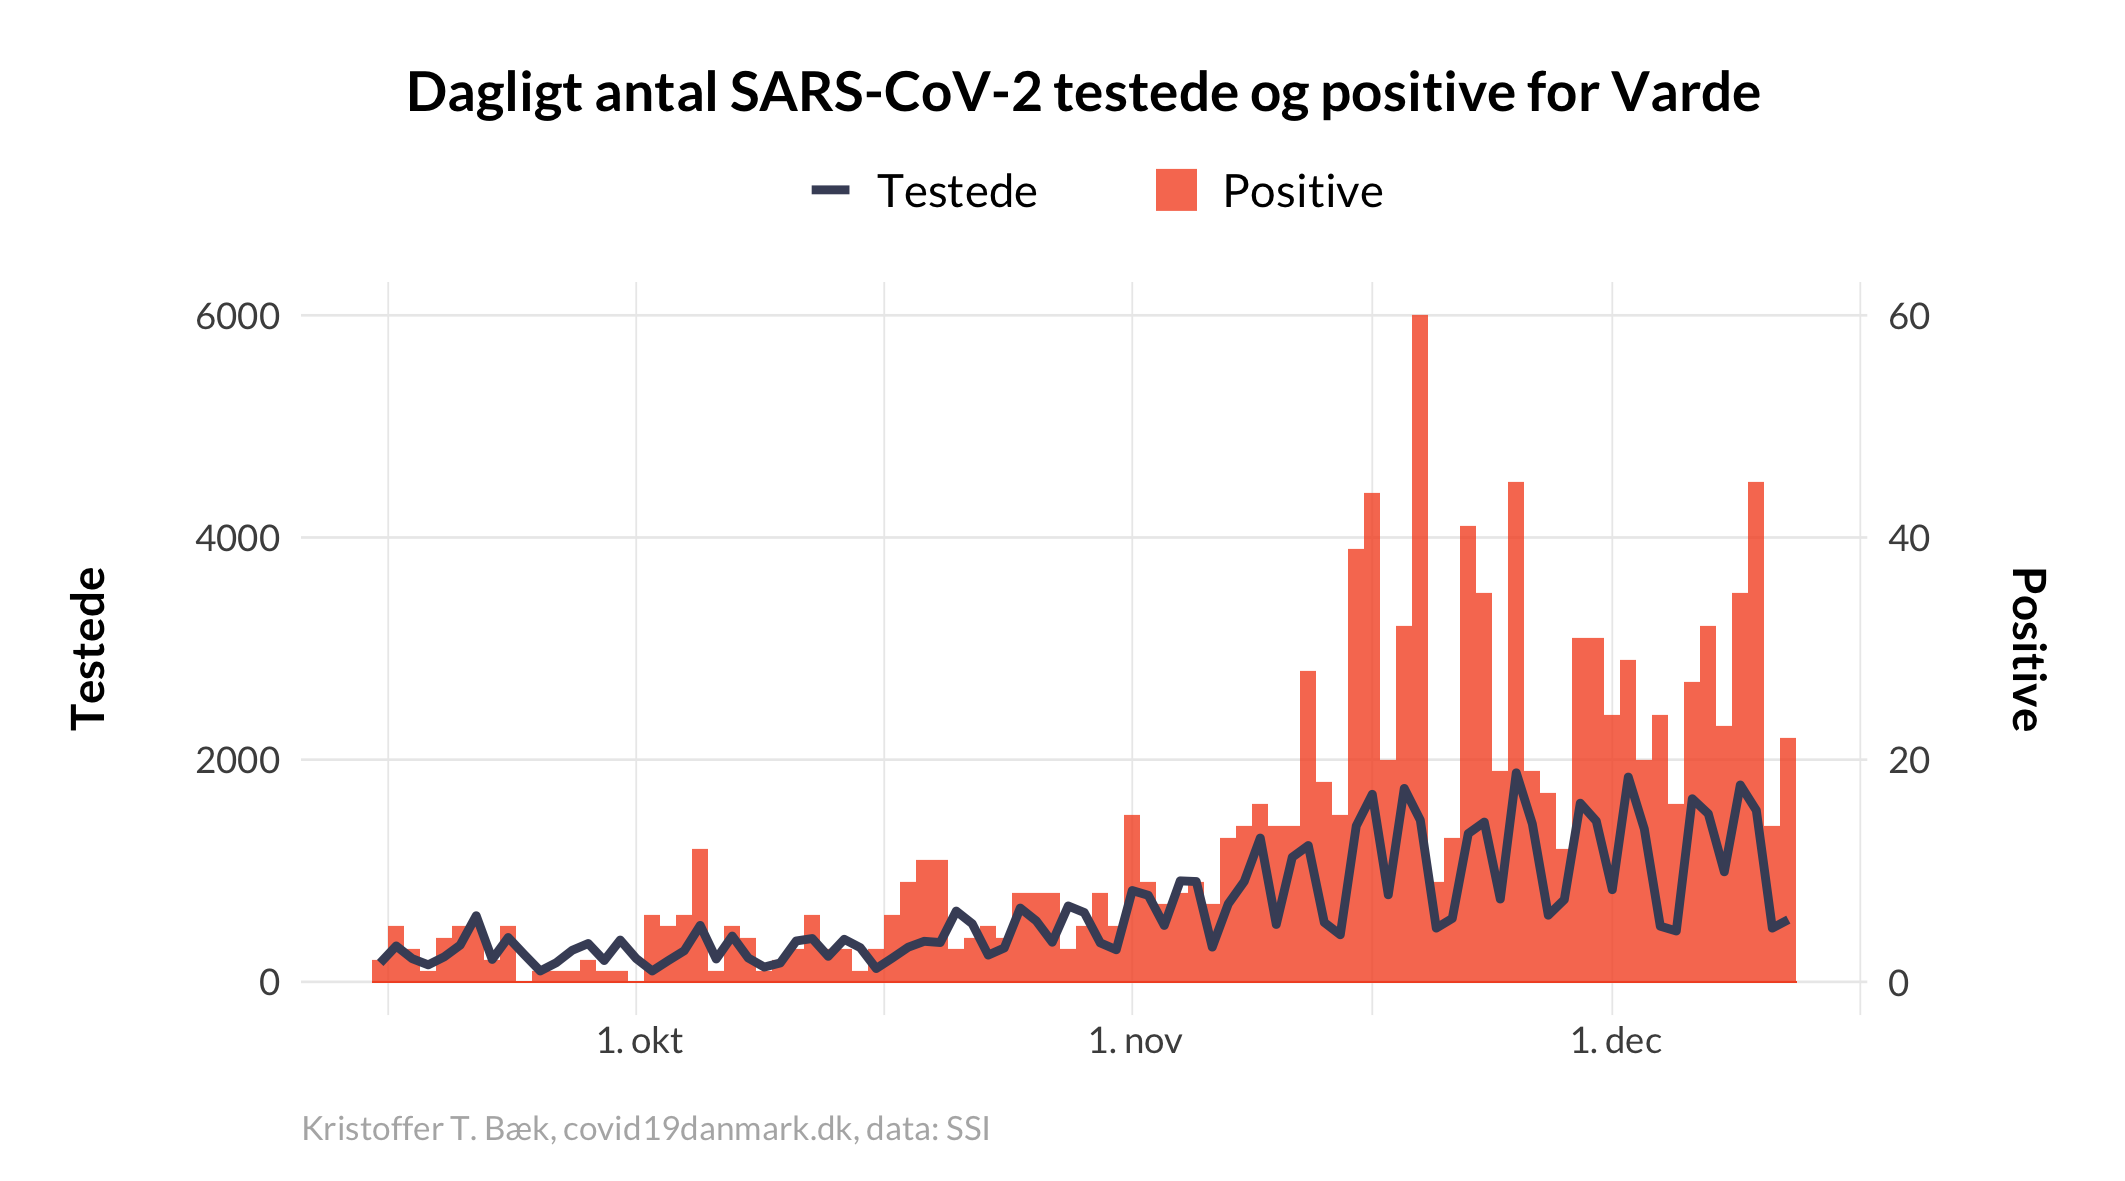 Dagligt antal SARS-CoV-2 testede og positive for Varde
Testede Positive
6000 60
4000 40
2000 20
0 0
Testede
Positive
1. okt 1. nov 1. dec
Kristoffer T. Bæk, covid19danmark.dk, data: SSI